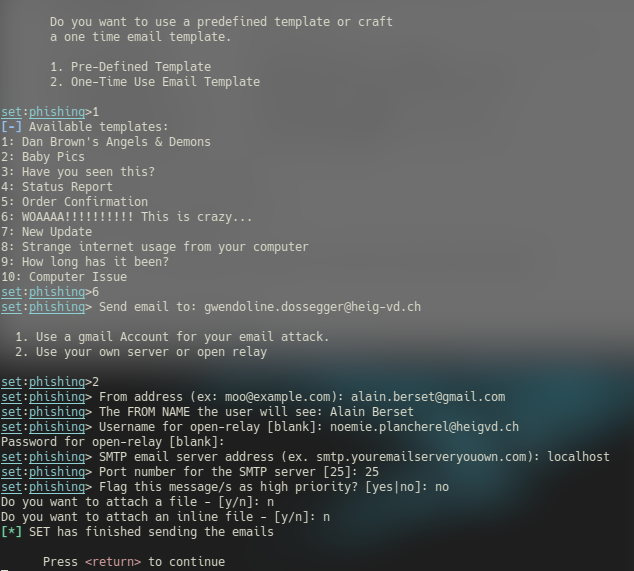 Do you want to use a predefined template or craft
a one time email template.
1. Pre-Defined Template
2. One-Time Use Email Template
set:phishing>1
[-] Available templates:
1: Dan Brown's Angels & Demons
2: Baby Pics
3: Have you seen this?
4: Status Report
5: Order Confirmation
6: WOAAAA!!!!!!!!!! This is crazy...
7: New Update
8: Strange internet usage from your computer
9: How long has it been?
10: Computer Issue
set:phishing>6
set:phishing> Send email to: gwendoline.dossegger@heig-vd.ch
1. Use a gmail Account for your email attack.
2. Use your own server or open relay
set:phishing>2
set:phishing> From address (ex: moo@example.com): alain.berset@gmail.com
set:phishing> The FROM NAME the user will see: Alain Berset
set:phishing> Username for open-relay [blank]: noemie.plancherel@heigvd.ch
Password for open-relay [blank]:
set:phishing> SMTP email server address (ex. smtp.youremailserveryouown.com): localhost
set:phishing> Port number for the SMTP server [25]: 25
set:phishing> Flag this message/s as high priority? [yes|no]: no
Do you want to attach a file - [y/n]: n
Do you want to attach an inline file - [y/n]: n
[*] SET has finished sending the emails
Press <return> to continue